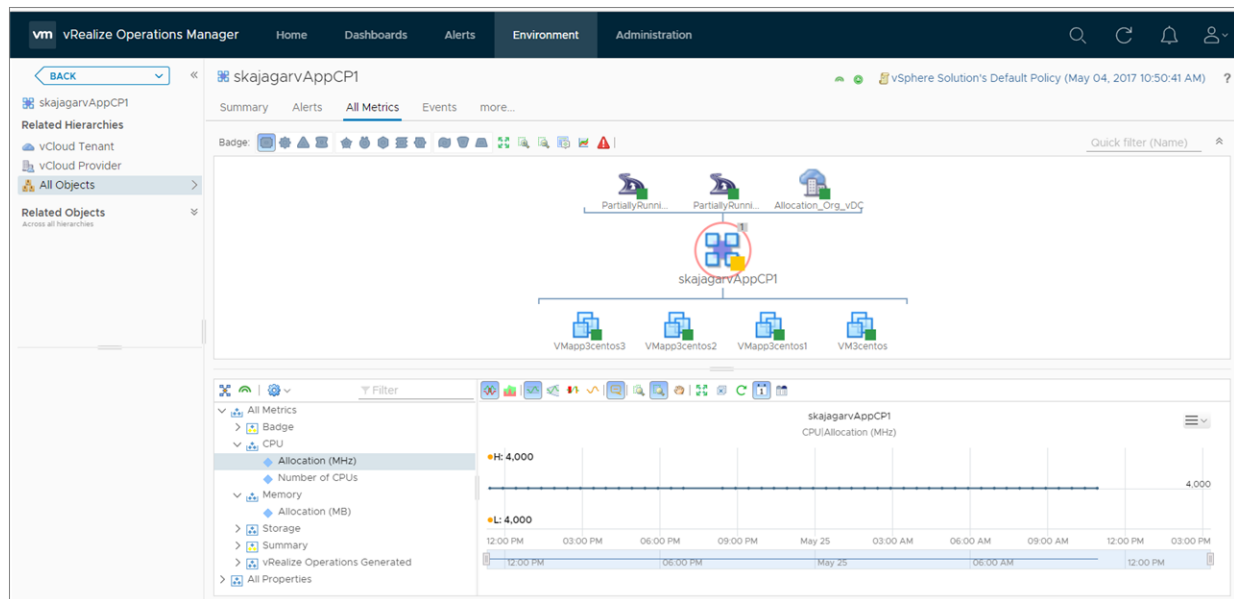 vm vRealize Operations Manager Home Dashboards Alerts Environment Administration
BACK
skajagarvAppCP1
Related Hierarchies
vCloud Tenant
vCloud Provider
All Objects
Related Objects
Across all hierarchies
skajagarvAppCP1
vSphere Solution's Default Policy (May 04, 2017 10:50:41 AM) ?
Summary Alerts All Metrics Events more...
Badge:
Quick filter (Name)
PartiallyRunni... PartiallyRunni... Allocation_Org_vDC
1
skajagarvAppCP1
VMapp3centos3 VMapp3centos2 VMapp3centos1 VM3centos
Filter
All Metrics
Badge
CPU
Allocation (MHz)
Number of CPUs
Memory
Allocation (MB)
Storage
Summary
vRealize Operations Generated
All Properties
skajagarvAppCP1
CPU|Allocation (MHz)
H: 4,000
4,000
L: 4,000
12:00 PM 03:00 PM 06:00 PM 09:00 PM May 25 03:00 AM 06:00 AM 09:00 AM 12:00 PM 03:00 PM
12:00 PM 06:00 PM May 25 06:00 AM 12:00 PM